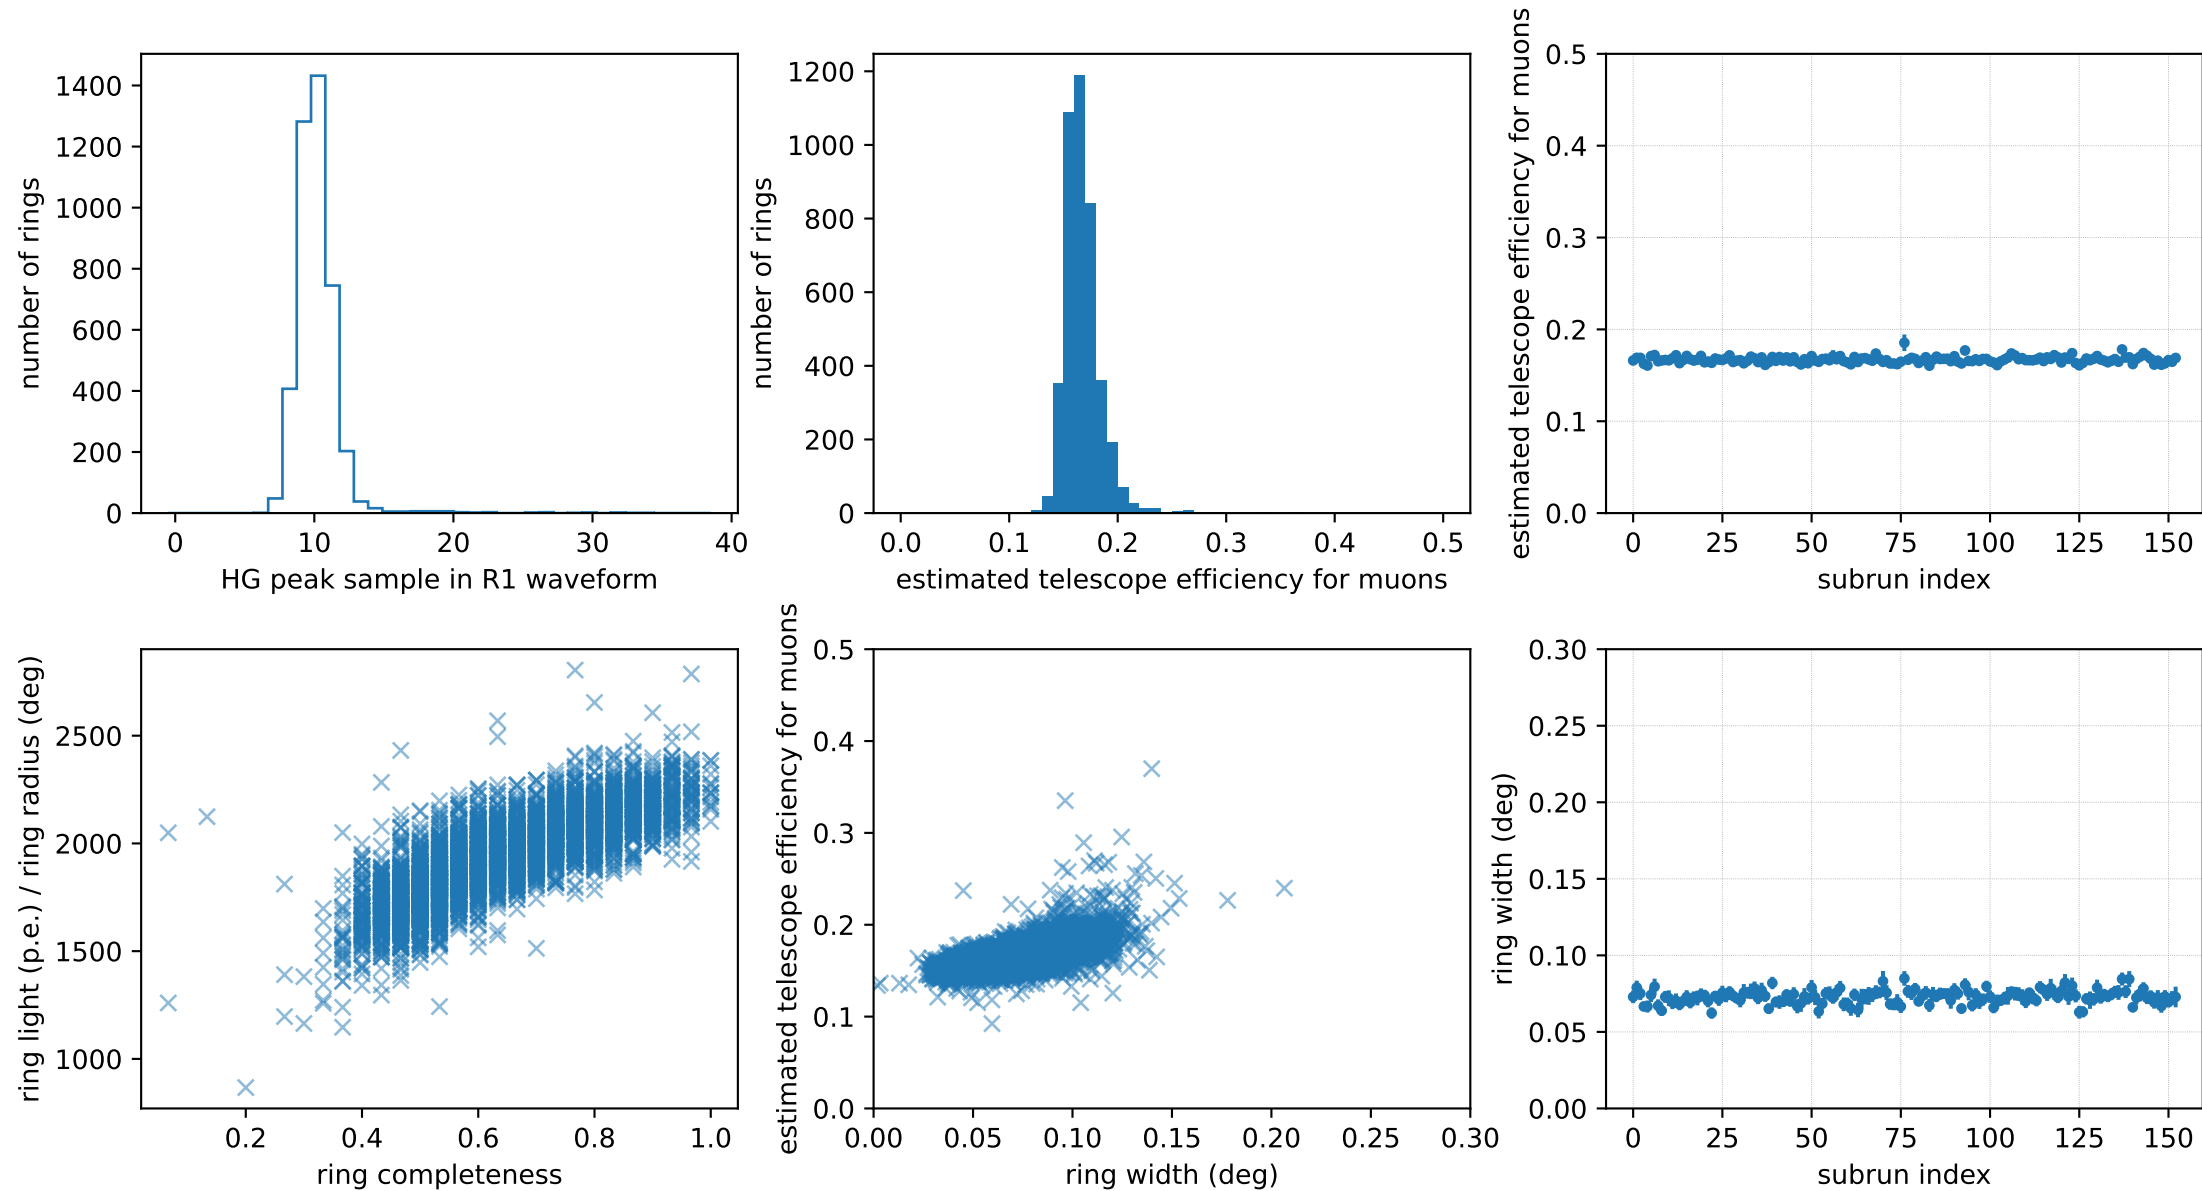 1400
1200
1000
800
600
400
200
0
number of rings
0 10 20 30 40
HG peak sample in R1 waveform
1200
1000
800
600
400
200
0
number of rings
0.0 0.1 0.2 0.3 0.4 0.5
estimated telescope efficiency for muons
0.5
0.4
0.3
0.2
0.1
0.0
estimated telescope efficiency for muons
0 25 50 75 100 125 150
subrun index
2500
2000
1500
1000
ring light (p.e.) / ring radius (deg)
0.2 0.4 0.6 0.8 1.0
ring completeness
0.5
0.4
0.3
0.2
0.1
0.0
estimated telescope efficiency for muons
0.00 0.05 0.10 0.15 0.20 0.25 0.30
ring width (deg)
0.30
0.25
0.20
0.15
0.10
0.05
0.00
ring width (deg)
0 25 50 75 100 125 150
subrun index